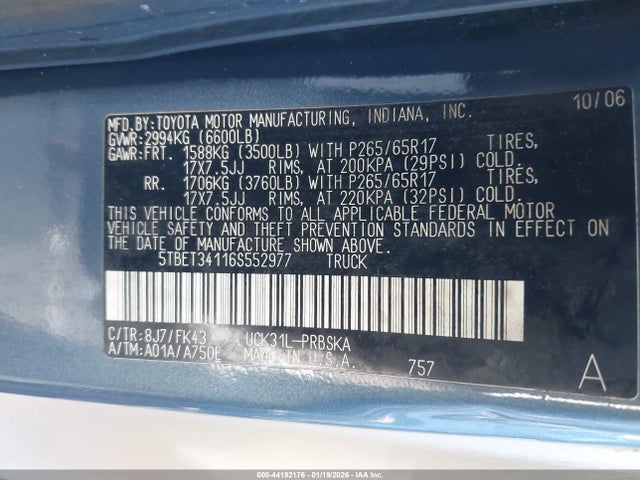 10/06
MFD.BY:TOYOTA MOTOR MANUFACTURING, INDIANA, INC.
GVWR:2994KG (6600LB)
GAWR:FRT. 1588KG (3500LB) WITH P265/65R17 TIRES,
17X7.5JJ RIMS, AT 200KPA (29PSI) COLD.
RR. 1706KG (3760LB) WITH P265/65R17 TIRES,
17X7.5JJ RIMS, AT 220KPA (32PSI) COLD.
THIS VEHICLE CONFORMS TO ALL APPLICABLE FEDERAL MOTOR
VEHICLE SAFETY AND THEFT PREVENTION STANDARDS IN EFFECT ON
THE DATE OF MANUFACTURE SHOWN ABOVE.
5TBET34116S552977 TRUCK
C/TR:8J7/FK43 UCK31L-PRBSKA
A/TM:A01A/A750E MADE IN U.S.A. 757
A
000-44192176 - 01/19/2026 - IAA Inc.